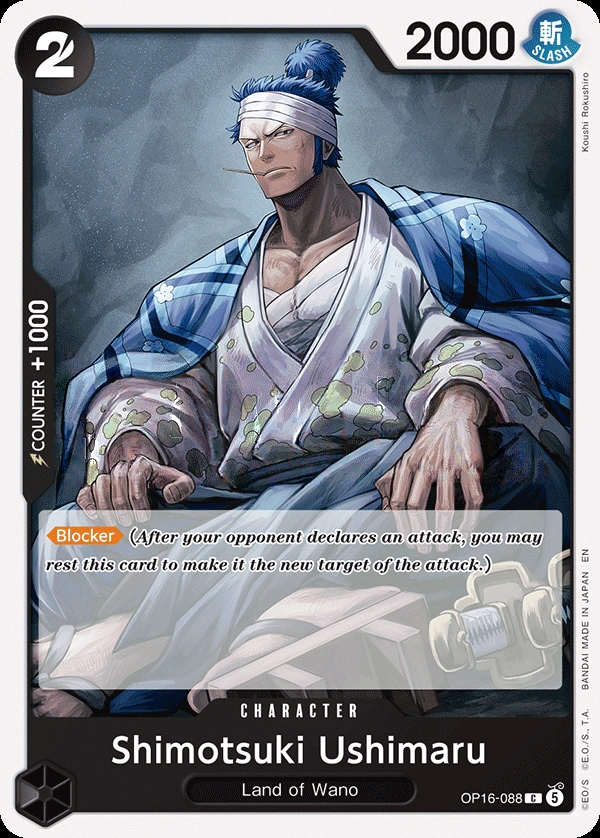 2
2000
斬
SLASH
Koushi Rokushiro
COUNTER +1000
Blocker (After your opponent declares an attack, you may
rest this card to make it the new target of the attack.)
CHARACTER
Shimotsuki Ushimaru
Land of Wano
OP16-088 C 5
©EO/S ©E.O./S., T.A. BANDAI MADE IN JAPAN EN